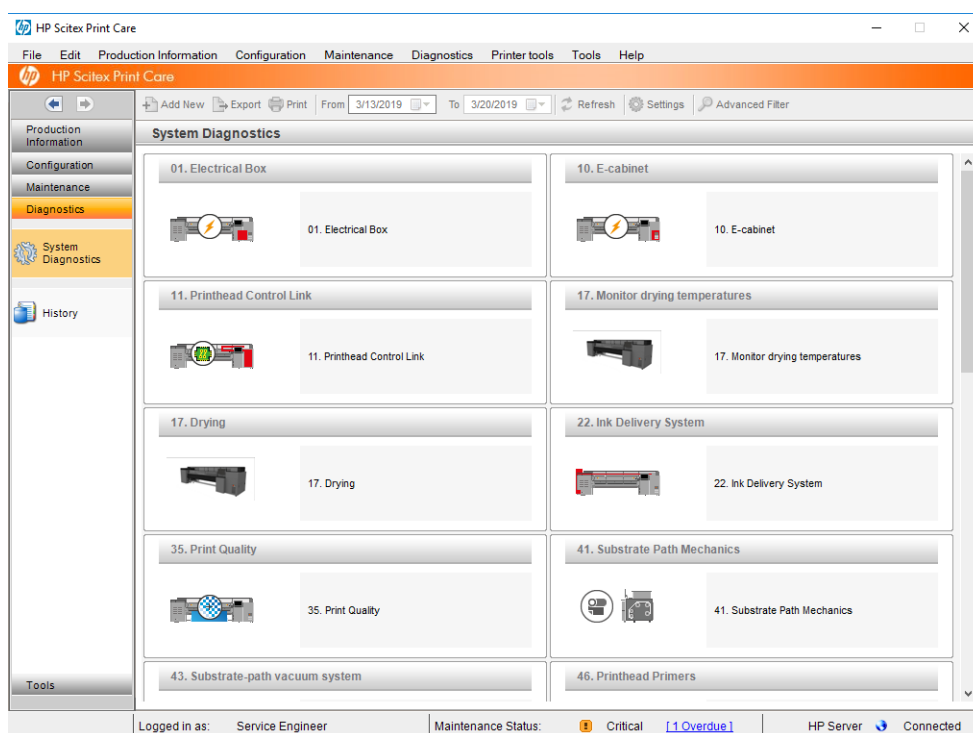 HP Scitex Print Care
File Edit Production Information Configuration Maintenance Diagnostics Printer tools Tools Help
hp HP Scitex Print Care
Add New Export Print From 3/13/2019 To 3/20/2019 Refresh Settings Advanced Filter
Production
Information
Configuration
Maintenance
Diagnostics
System
Diagnostics
History
Tools
System Diagnostics
01. Electrical Box
01. Electrical Box
10. E-cabinet
10. E-cabinet
11. Printhead Control Link
11. Printhead Control Link
17. Monitor drying temperatures
17. Monitor drying temperatures
17. Drying
17. Drying
22. Ink Delivery System
22. Ink Delivery System
35. Print Quality
35. Print Quality
41. Substrate Path Mechanics
41. Substrate Path Mechanics
43. Substrate-path vacuum system
46. Printhead Primers
Logged in as: Service Engineer Maintenance Status: Critical [ 1 Overdue ] HP Server Connected